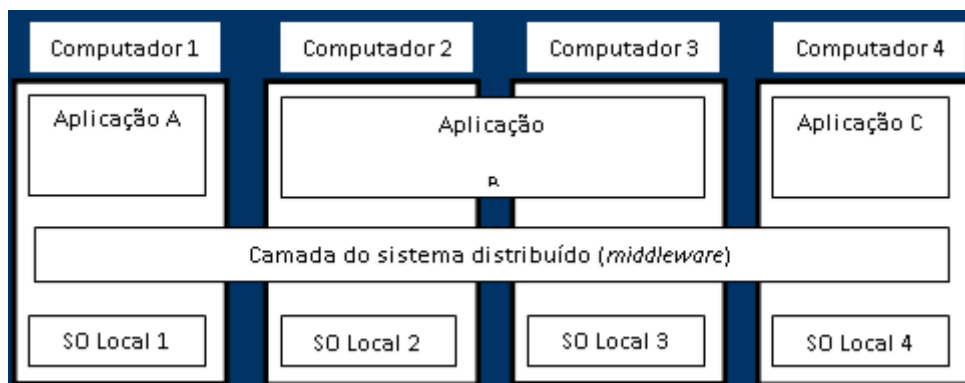 Computador 1
Computador 2
Computador 3
Computador 4
Aplicação A
Aplicação
Aplicação C
Camada do sistema distribuído (middleware)
SO Local 1
SO Local 2
SO Local 3
SO Local 4